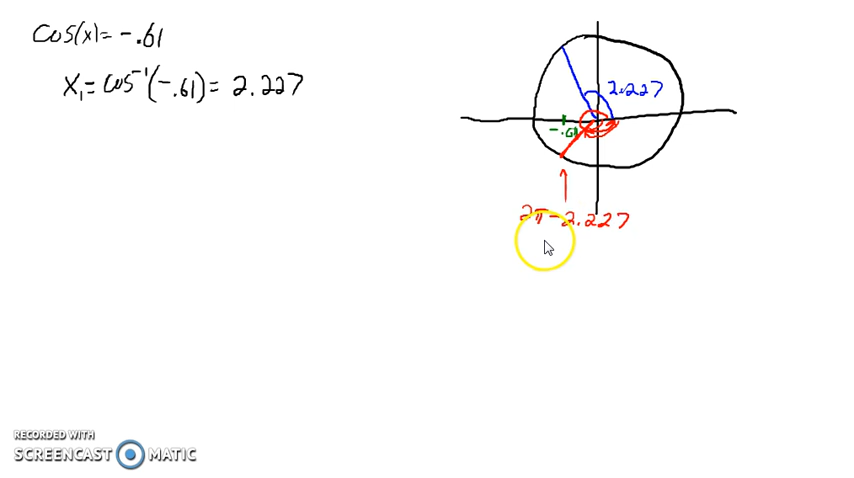 cos(x) = -.61
x₁ = cos⁻¹(-.61) = 2.227
2.227
-.61
2π - 2.227
RECORDED WITH
SCREENCAST MATIC